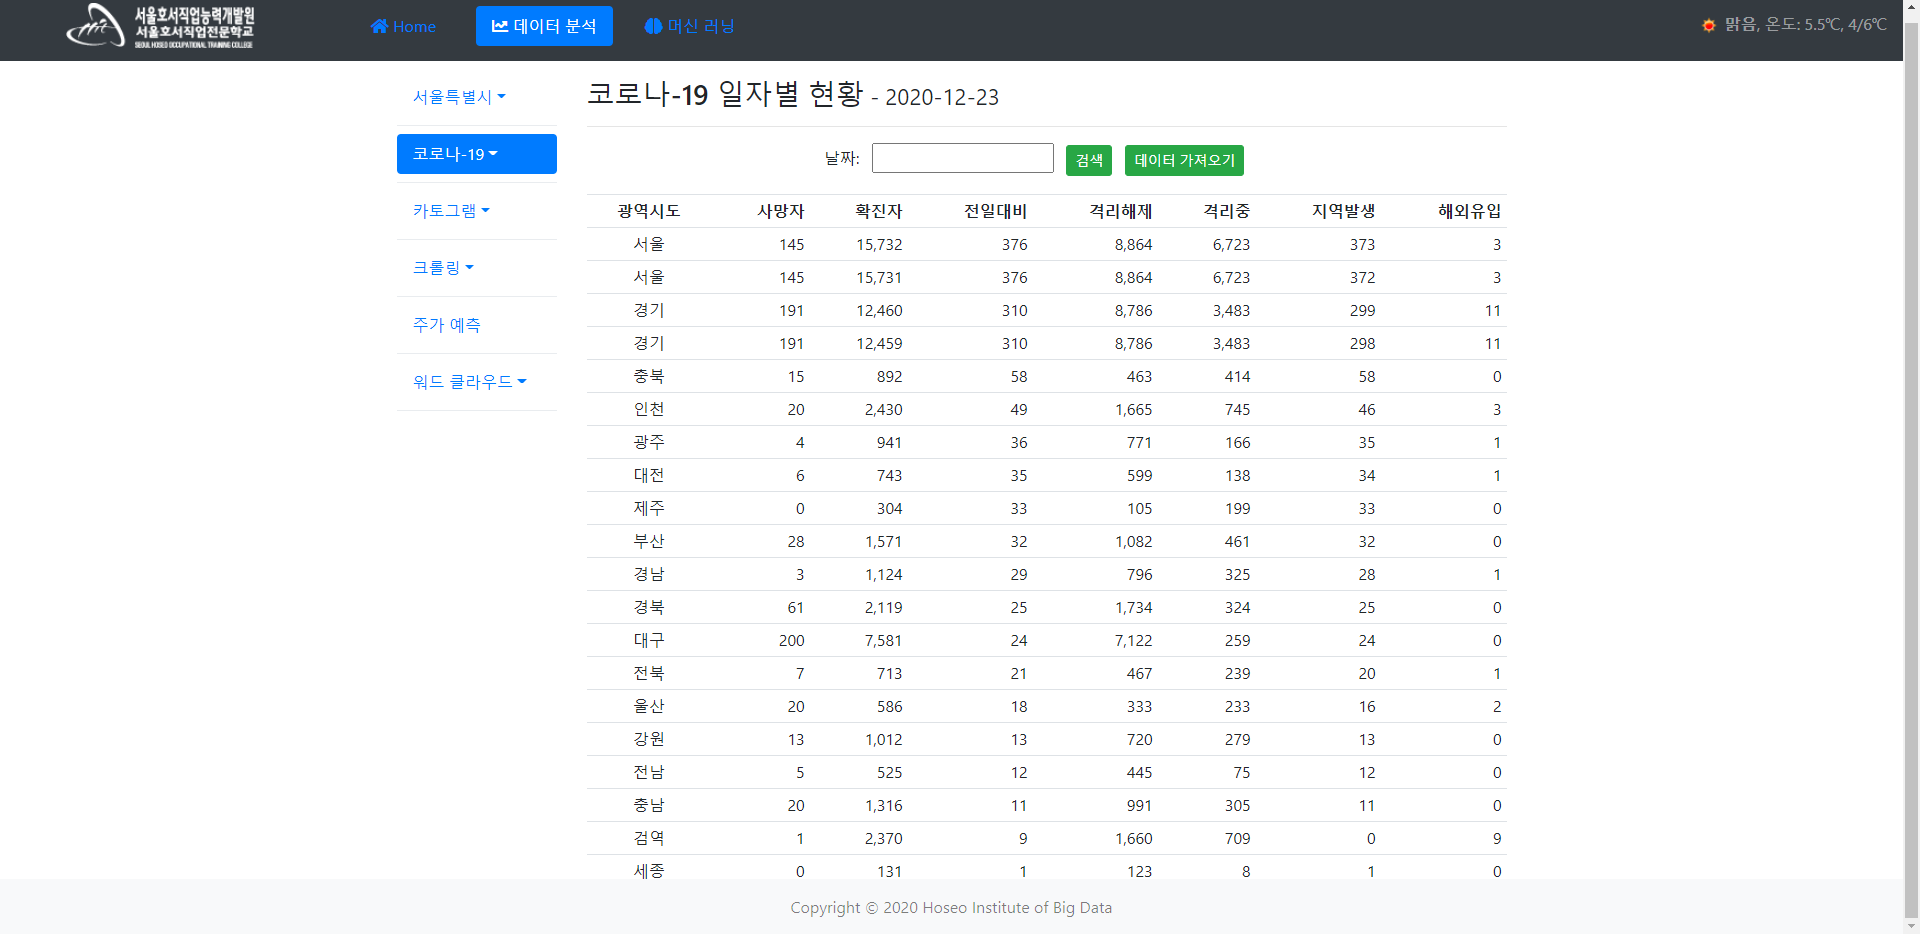 서울호서직업능력개발원
서울호서직업전문학교
SEOUL HOSEO OCCUPATIONAL TRAINING COLLEGE
Home
데이터 분석
머신 러닝
맑음, 온도: 5.5℃, 4/6℃
서울특별시
코로나-19
카토그램
크롤링
주가 예측
워드 클라우드
코로나-19 일자별 현황 - 2020-12-23
날짜: 검색 데이터 가져오기
광역시도 사망자 확진자 전일대비 격리해제 격리중 지역발생 해외유입
서울 145 15,732 376 8,864 6,723 373 3
서울 145 15,731 376 8,864 6,723 372 3
경기 191 12,460 310 8,786 3,483 299 11
경기 191 12,459 310 8,786 3,483 298 11
충북 15 892 58 463 414 58 0
인천 20 2,430 49 1,665 745 46 3
광주 4 941 36 771 166 35 1
대전 6 743 35 599 138 34 1
제주 0 304 33 105 199 33 0
부산 28 1,571 32 1,082 461 32 0
경남 3 1,124 29 796 325 28 1
경북 61 2,119 25 1,734 324 25 0
대구 200 7,581 24 7,122 259 24 0
전북 7 713 21 467 239 20 1
울산 20 586 18 333 233 16 2
강원 13 1,012 13 720 279 13 0
전남 5 525 12 445 75 12 0
충남 20 1,316 11 991 305 11 0
검역 1 2,370 9 1,660 709 0 9
세종 0 131 1 123 8 1 0
Copyright © 2020 Hoseo Institute of Big Data